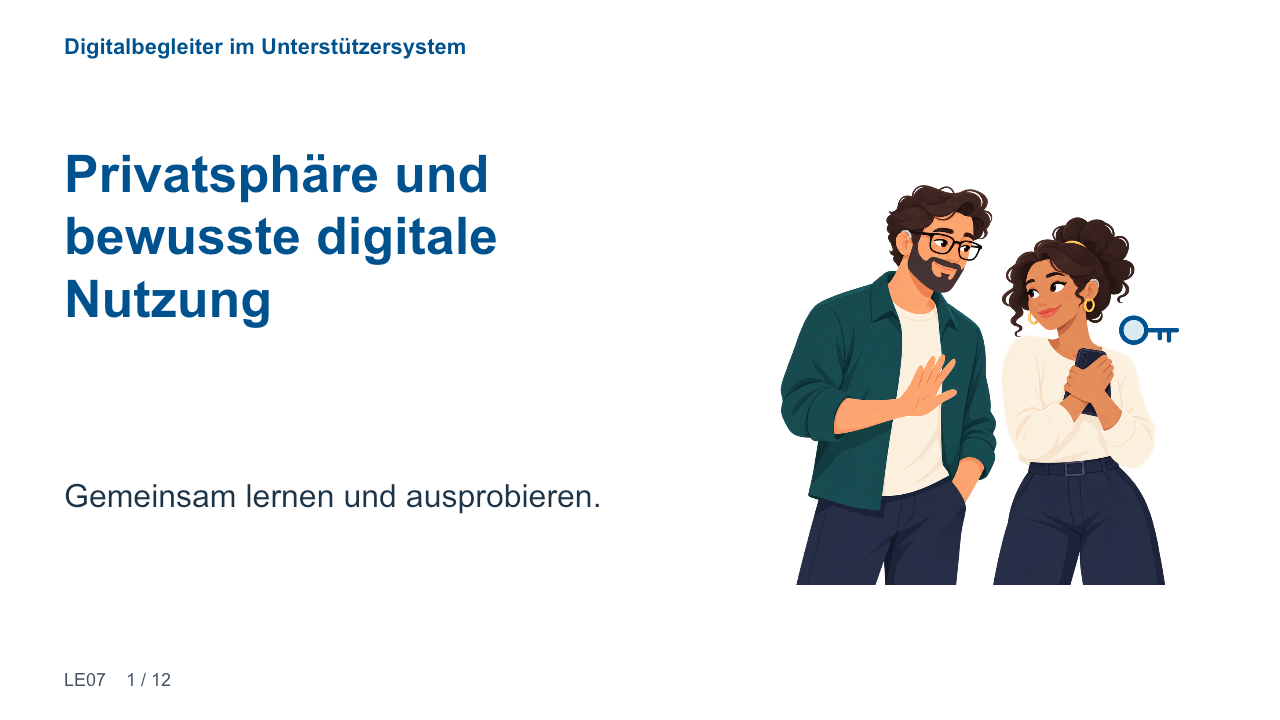 Digitalbegleiter im Unterstützersystem
Privatsphäre und
bewusste digitale
Nutzung
Gemeinsam lernen und ausprobieren.
LE07 1 / 12